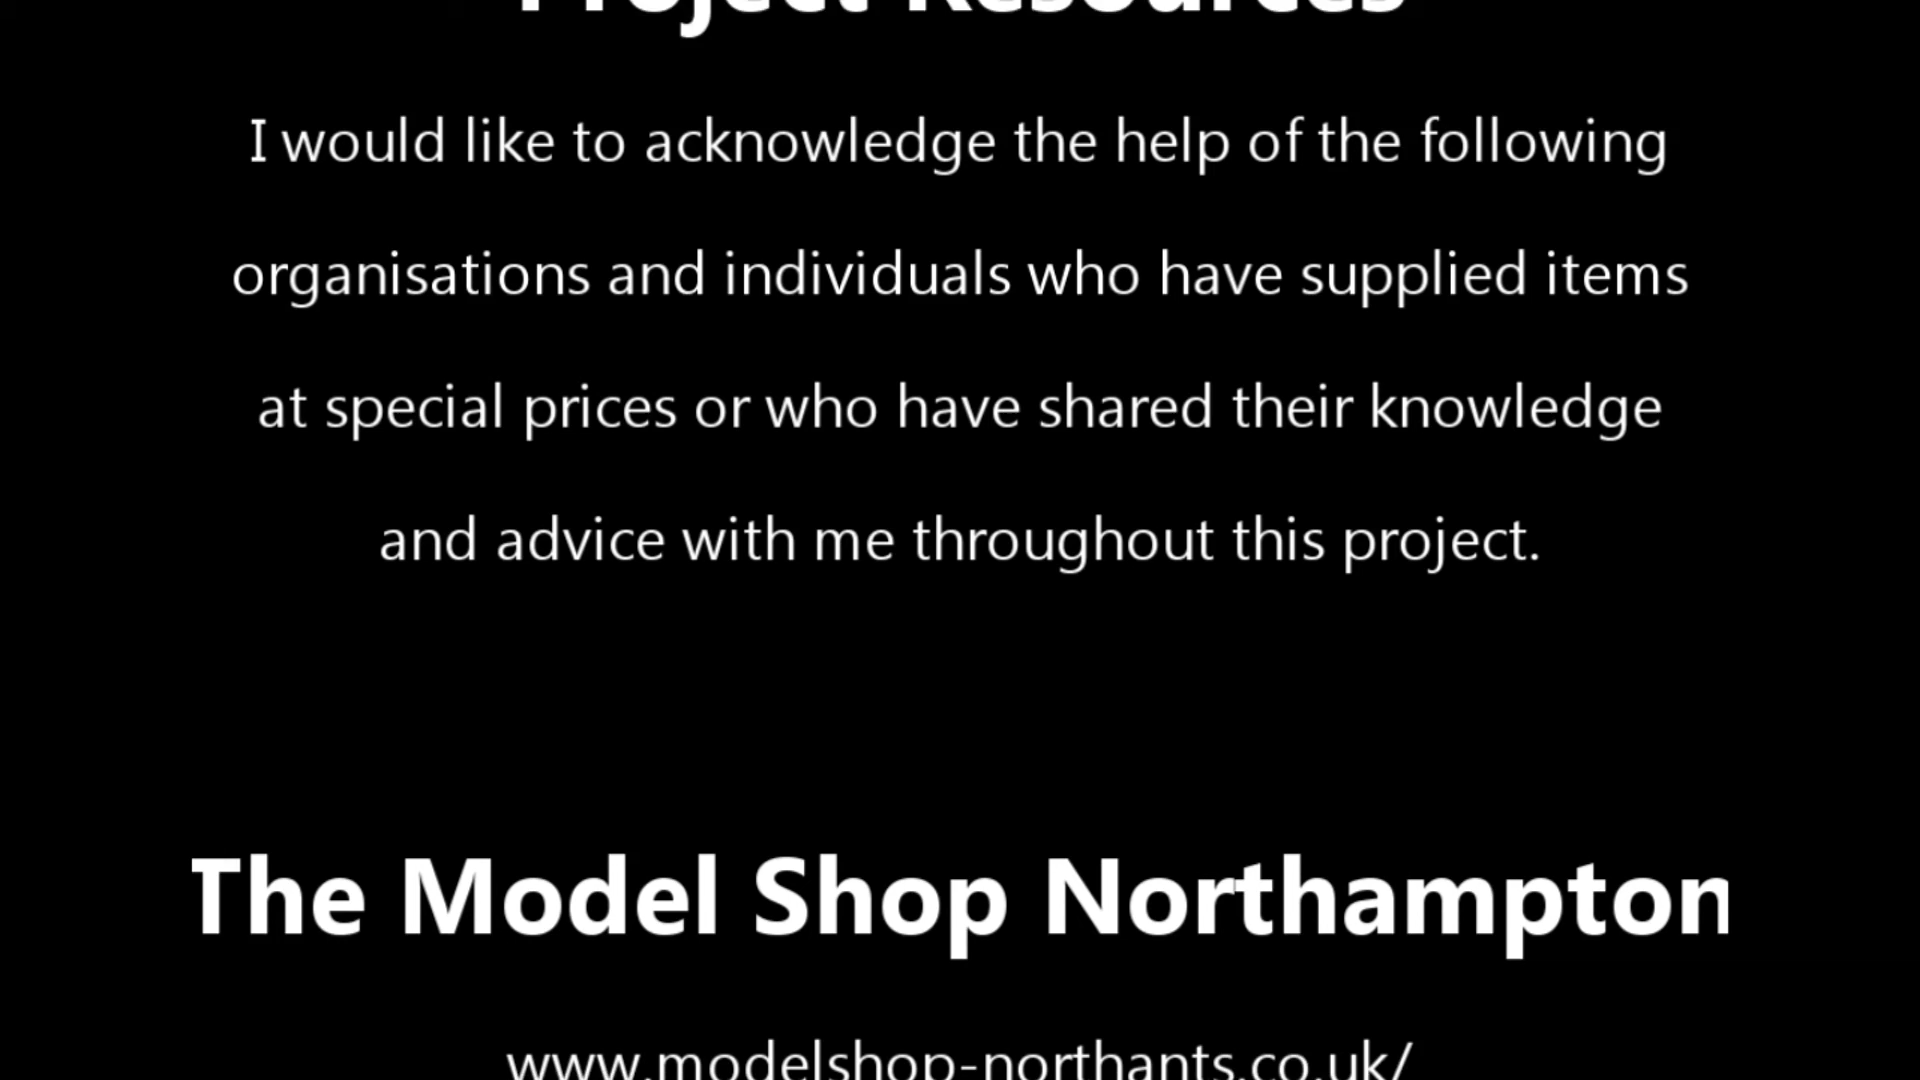 Project Resources
I would like to acknowledge the help of the following
organisations and individuals who have supplied items
at special prices or who have shared their knowledge
and advice with me throughout this project.
The Model Shop Northampton
www.modelshop-northants.co.uk/